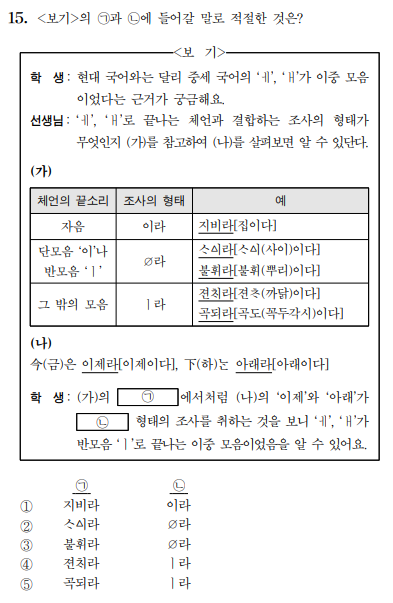 15. <보기>의 ㉠과 ㉡에 들어갈 말로 적절한 것은?
<보 기>
학 생 : 현대 국어와는 달리 중세 국어의 ‘ㅔ’, ‘ㅐ’가 이중 모음
이었다는 근거가 궁금해요.
선생님 : ‘ㅔ’, ‘ㅐ’로 끝나는 체언과 결합하는 조사의 형태가
무엇인지 (가)를 참고하여 (나)를 살펴보면 알 수 있단다.
(가)
체언의 끝소리 조사의 형태 예
자음 이라 지비라[집이다]
단모음 ‘이’나 반모음 ‘ㅣ’ ∅라 ᄉᆞᅀᅵ라[ᄉᆞᅀᅵ(사이)이다]
불휘라[불휘(뿌리)이다]
그 밖의 모음 ㅣ라 젼ᄎᆡ라[젼ᄎᆞ(까닭)이다]
곡되라[곡도(꼭두각시)이다]
(나)
今(금)은 이제라[이제이다], 下(하)ᄂᆞᆫ 아래라[아래이다]
학 생 : (가)의 ㉠에서처럼 (나)의 ‘이제’와 ‘아래’가
㉡ 형태의 조사를 취하는 것을 보니 ‘ㅔ’, ‘ㅐ’가
반모음 ‘ㅣ’로 끝나는 이중 모음이었음을 알 수 있어요.
㉠ ㉡
① 지비라 이라
② ᄉᆞᅀᅵ라 ∅라
③ 불휘라 ∅라
④ 젼ᄎᆡ라 ㅣ라
⑤ 곡되라 ㅣ라